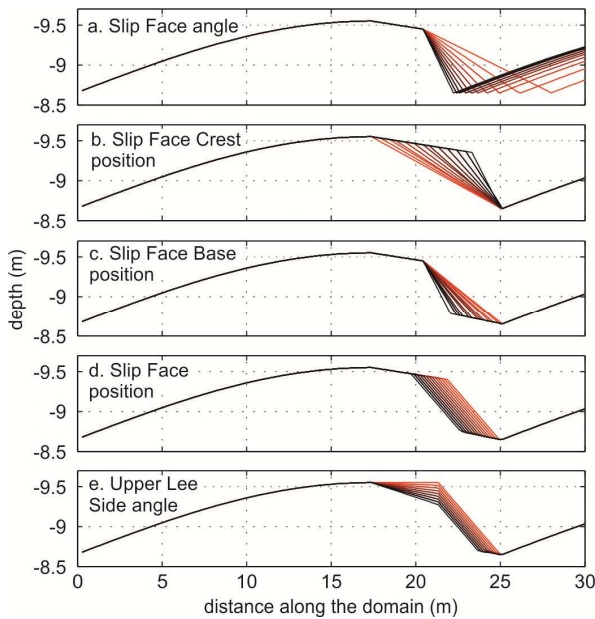 -9.5
a. Slip Face angle
-9
-8.5
-9.5
b. Slip Face Crest
position
-9
-8.5
-9.5
c. Slip Face Base
position
-9
-8.5
depth (m)
-9.5
d. Slip Face
position
-9
-8.5
-9.5
e. Upper Lee
Side angle
-9
-8.5
0 5 10 15 20 25 30
distance along the domain (m)